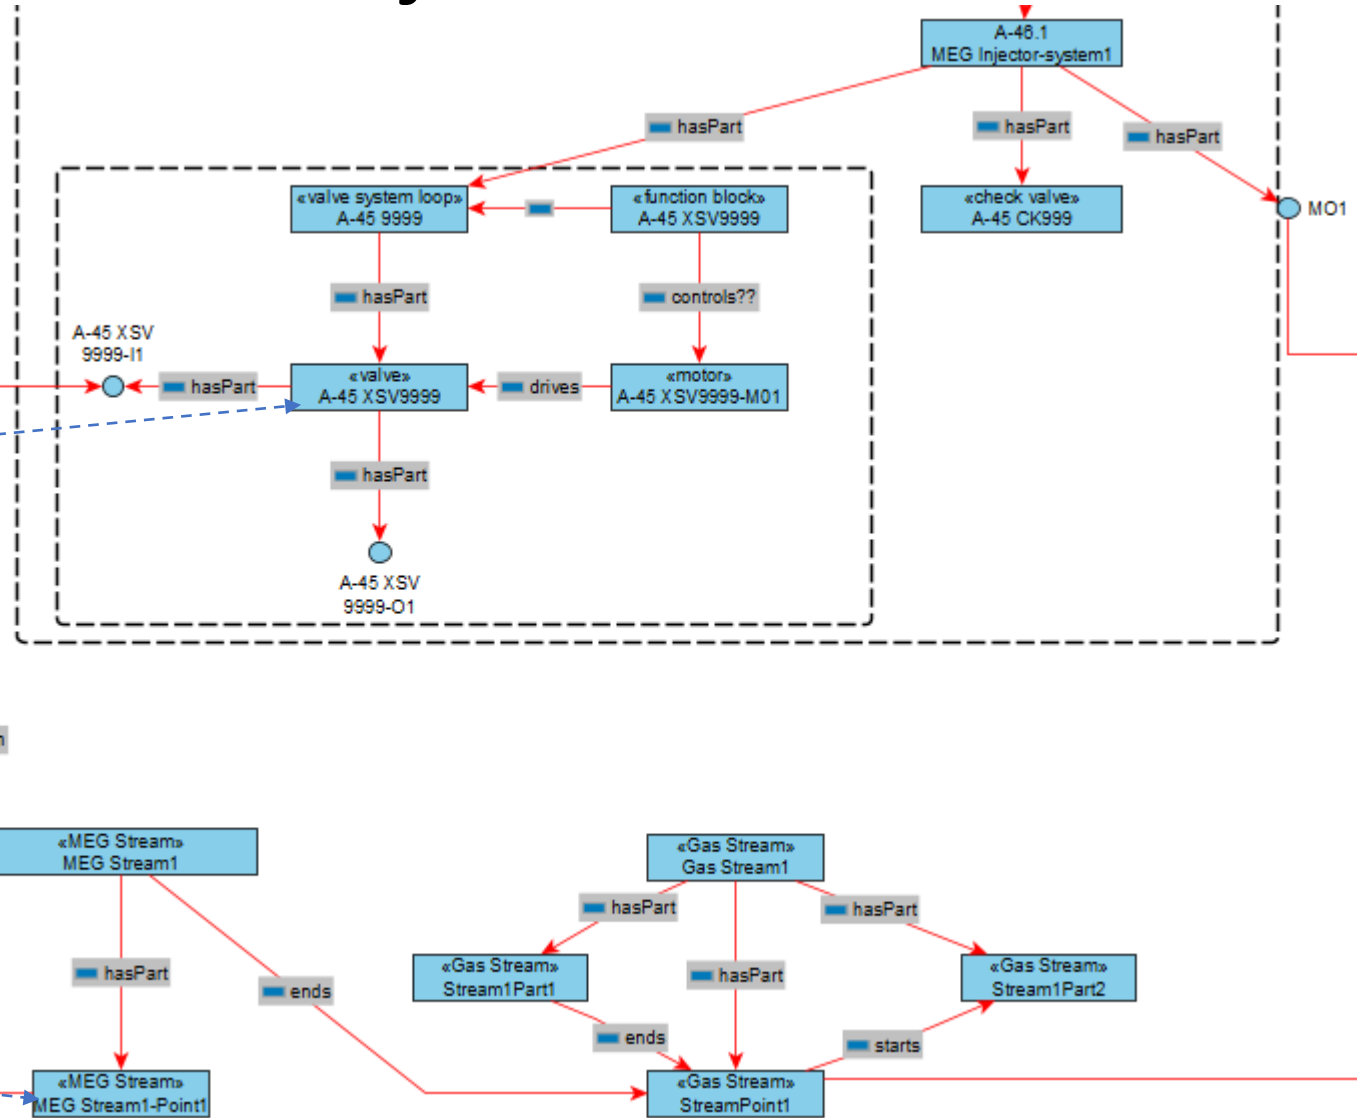 A-46.1
MEG Injector-system1
hasPart
hasPart
hasPart
«valve system loop»
A-45 9999
«function block»
A-45 XSV9999
«check valve»
A-45 CK999
MO1
hasPart
controls??
A-45 XSV
9999-I1
hasPart
«valve»
A-45 XSV9999
drives
«motor»
A-45 XSV9999-M01
hasPart
A-45 XSV
9999-O1
«MEG Stream»
MEG Stream1
«Gas Stream»
Gas Stream1
hasPart
hasPart
hasPart
ends
«Gas Stream»
Stream1Part1
hasPart
«Gas Stream»
Stream1Part2
ends
starts
«MEG Stream»
MEG Stream1-Point1
«Gas Stream»
StreamPoint1